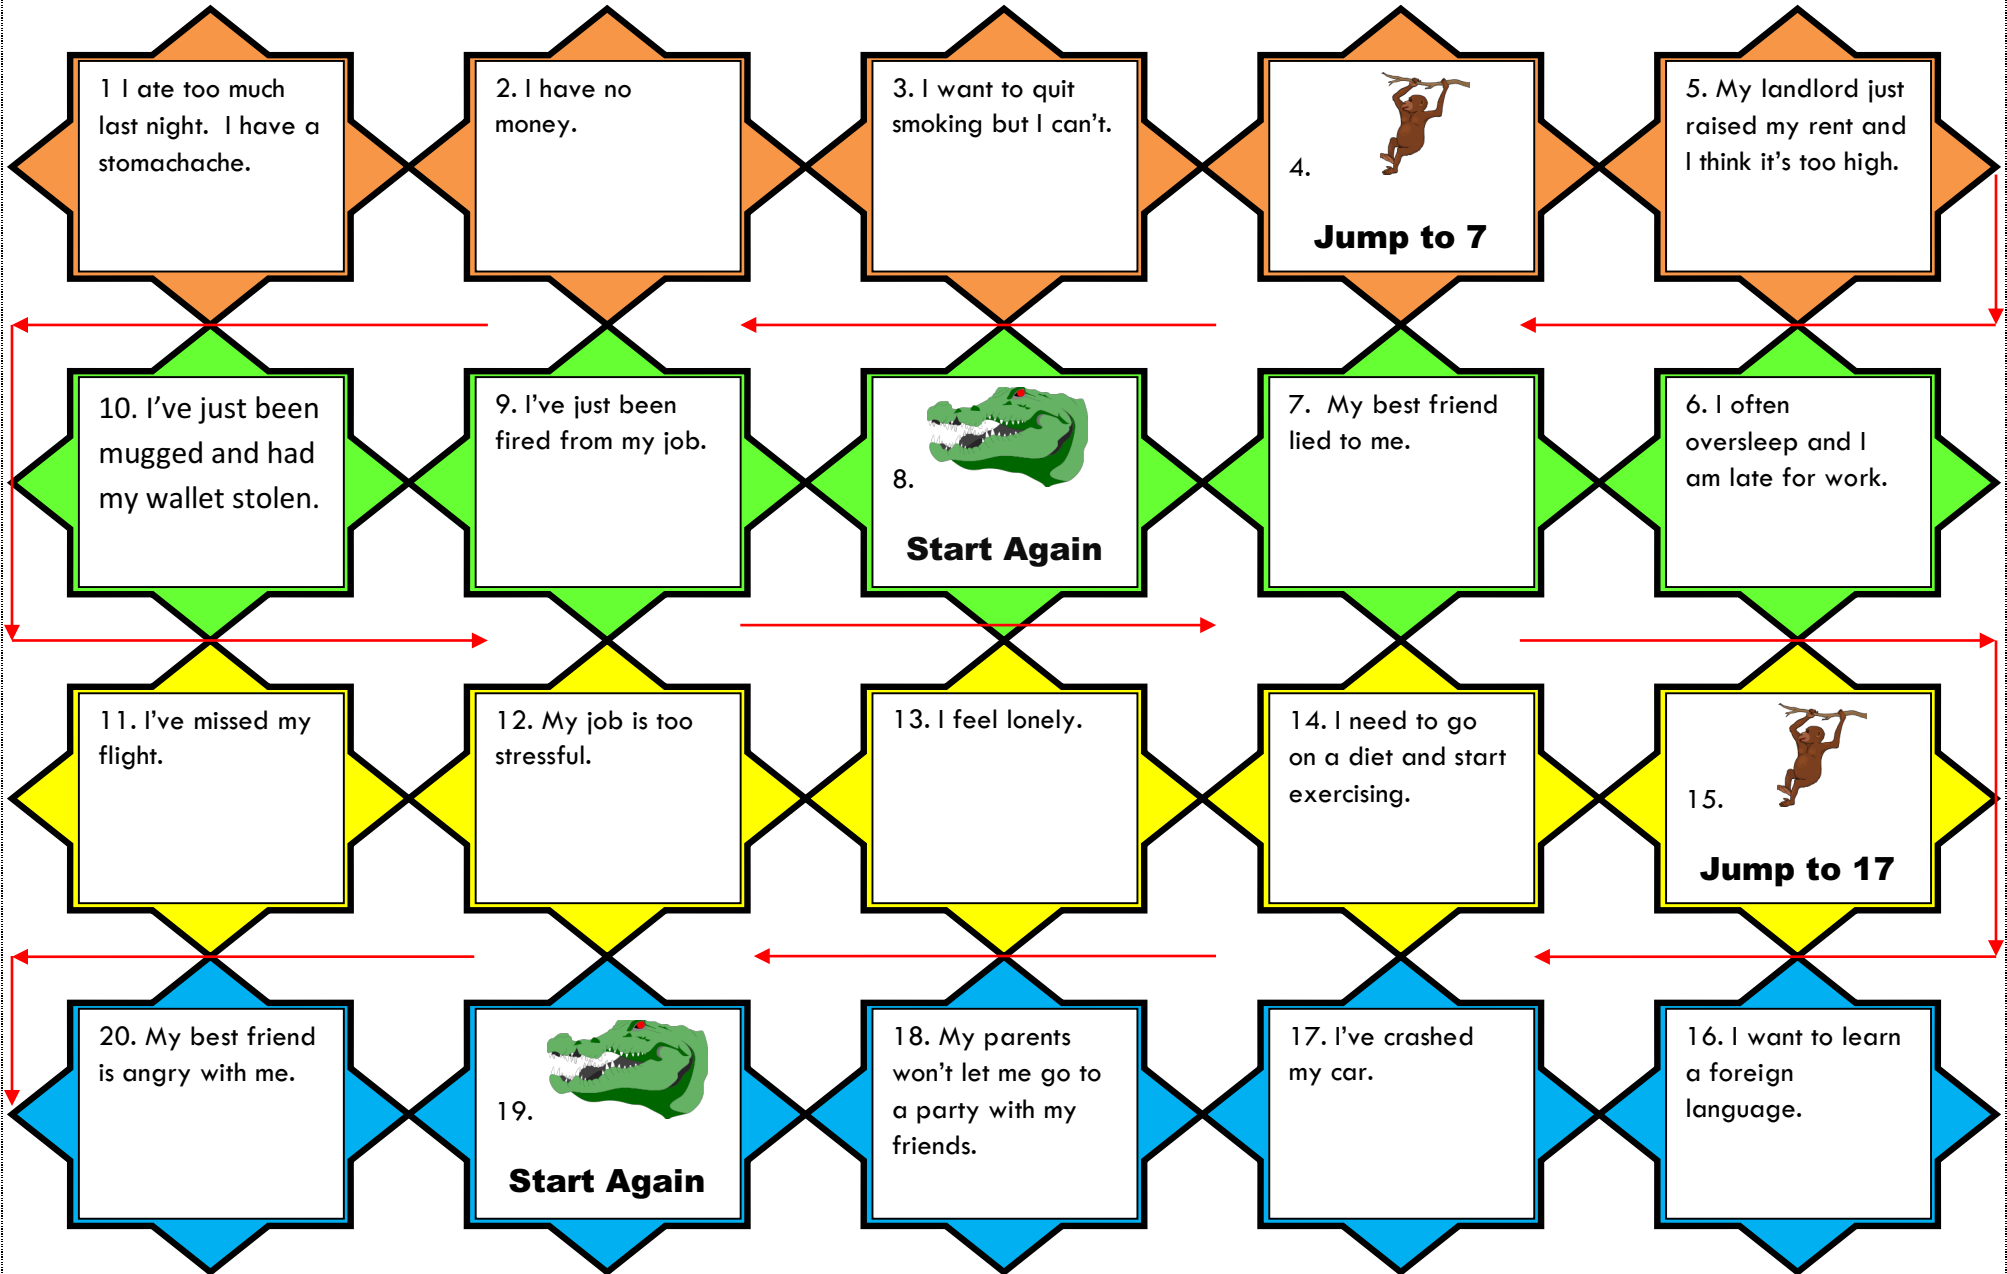 1 I ate too much
last night.  I have a
stomachache.
2. I have no
money.
3. I want to quit
smoking but I can’t.
4.
Jump to 7
5. My landlord just
raised my rent and
I think it’s too high.
10. I’ve just been
mugged and had
my wallet stolen.
9. I’ve just been
fired from my job.
8.
Start Again
7.  My best friend
lied to me.
6. I often
oversleep and I
am late for work.
11. I’ve missed my
flight.
12. My job is too
stressful.
13. I feel lonely.
14. I need to go
on a diet and start
exercising.
15.
Jump to 17
20. My best friend
is angry with me.
19.
Start Again
18. My parents
won’t let me go to
a party with my
friends.
17. I’ve crashed
my car.
16. I want to learn
a foreign
language.